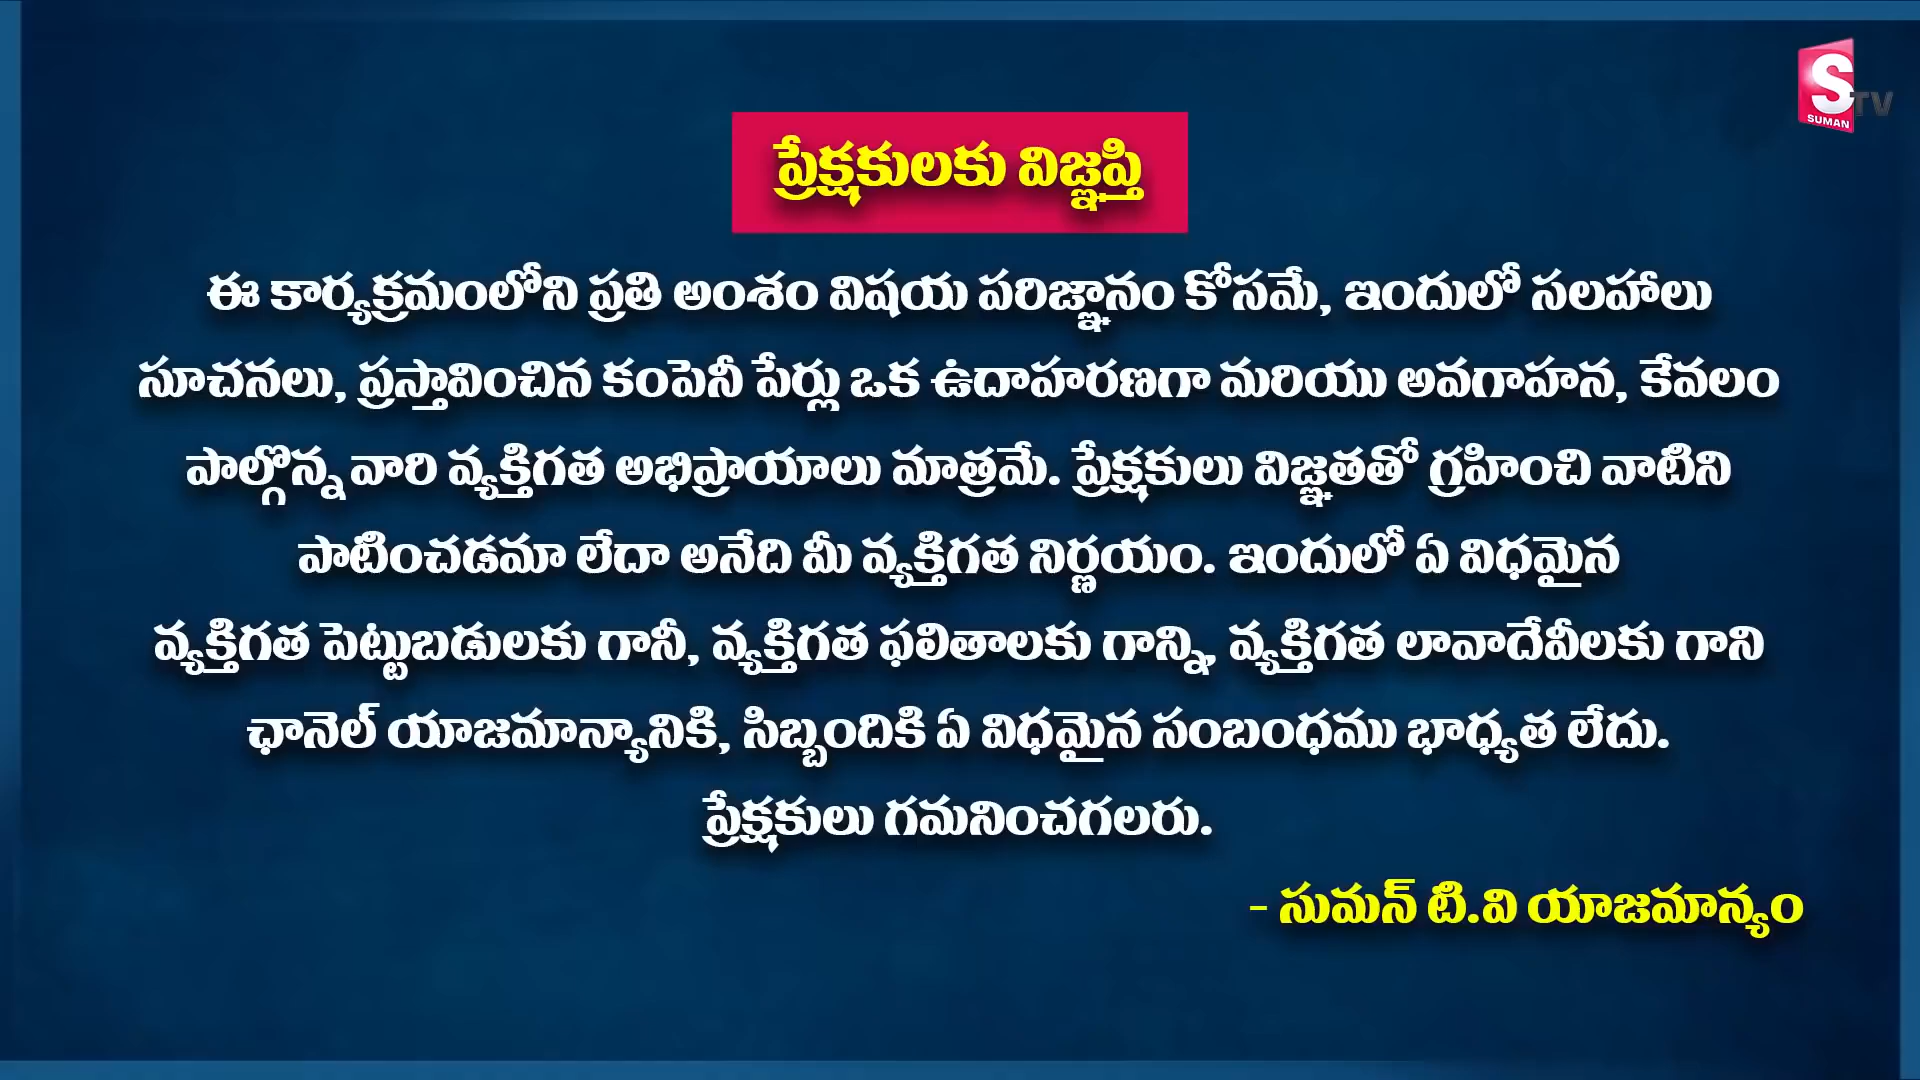 S
SUMAN
TV
ప్రేక్షకులకు విజ్ఞప్తి
ఈ కార్యక్రమంలోని ప్రతి అంశం విషయ పరిజ్ఞానం కోసమే, ఇందులో సలహాలు
సూచనలు, ప్రస్తావించిన కంపెనీ పేర్లు ఒక ఉదాహరణగా మరియు అవగాహన, కేవలం
పాల్గొన్న వారి వ్యక్తిగత అభిప్రాయాలు మాత్రమే. ప్రేక్షకులు విజ్ఞతతో గ్రహించి వాటిని
పాటించడమా లేదా అనేది మీ వ్యక్తిగత నిర్ణయం. ఇందులో ఏ విధమైన
వ్యక్తిగత పెట్టుబడులకు గానీ, వ్యక్తిగత ఫలితాలకు గాన్ని, వ్యక్తిగత లావాదేవీలకు గాని
ఛానెల్ యాజమాన్యానికి, సిబ్బందికి ఏ విధమైన సంబంధము భాధ్యత లేదు.
ప్రేక్షకులు గమనించగలరు.
- సుమన్ టి.వి యాజమాన్యం